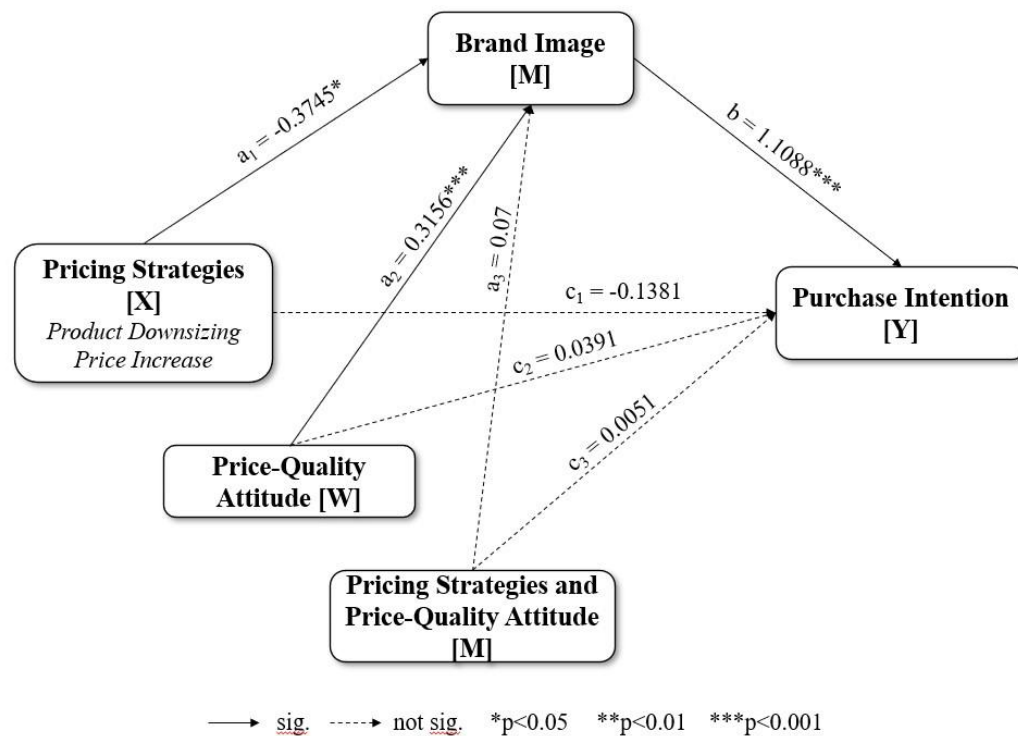 Brand Image
[M]
a₁ = -0.3745*
b = 1.1088***
a₂ = 0.3156***
a₃ = 0.07
Pricing Strategies
[X]
Product Downsizing
Price Increase
c₁ = -0.1381
Purchase Intention
[Y]
c₂ = 0.0391
c₃ = 0.0051
Price-Quality
Attitude [W]
Pricing Strategies and
Price-Quality Attitude
[M]
sig. not sig. *p<0.05 **p<0.01 ***p<0.001